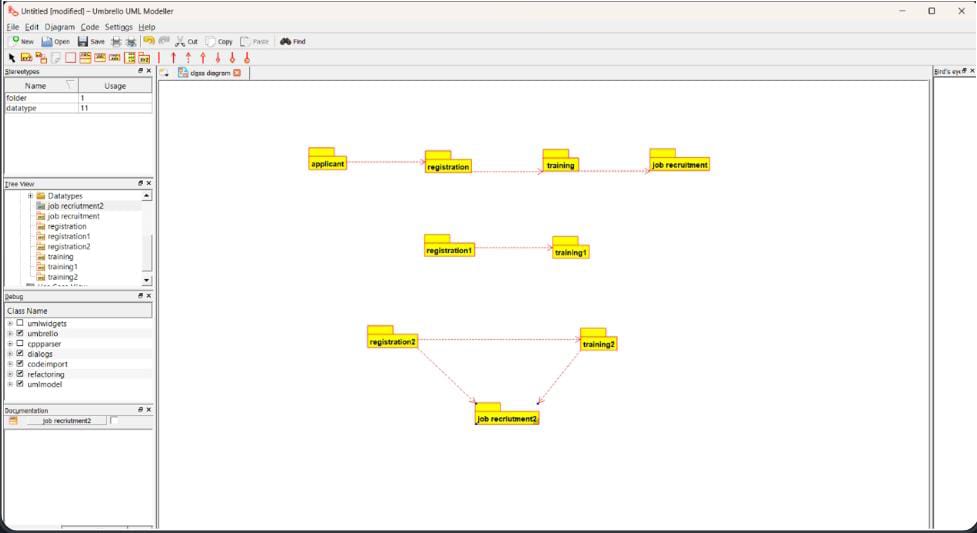 Untitled [modified] – Umbrello UML Modeller
File Edit Diagram Code Settings Help
New Open Save Undo Cut Copy Paste Find
Stereotypes
Name Usage
folder 1
datatype 11
Tree View
Datatypes
job recriutment2
job recruitment
registration
registration1
registration2
training
training1
training2
Debug
Class Name
umlwidgets
umbrello
cppparser
dialogs
codeimport
refactoring
umlmodel
Documentation
job recriutment2
class diagram
applicant
registration
training
job recruitment
registration1
training1
registration2
training2
job recriutment2
Bird's eye